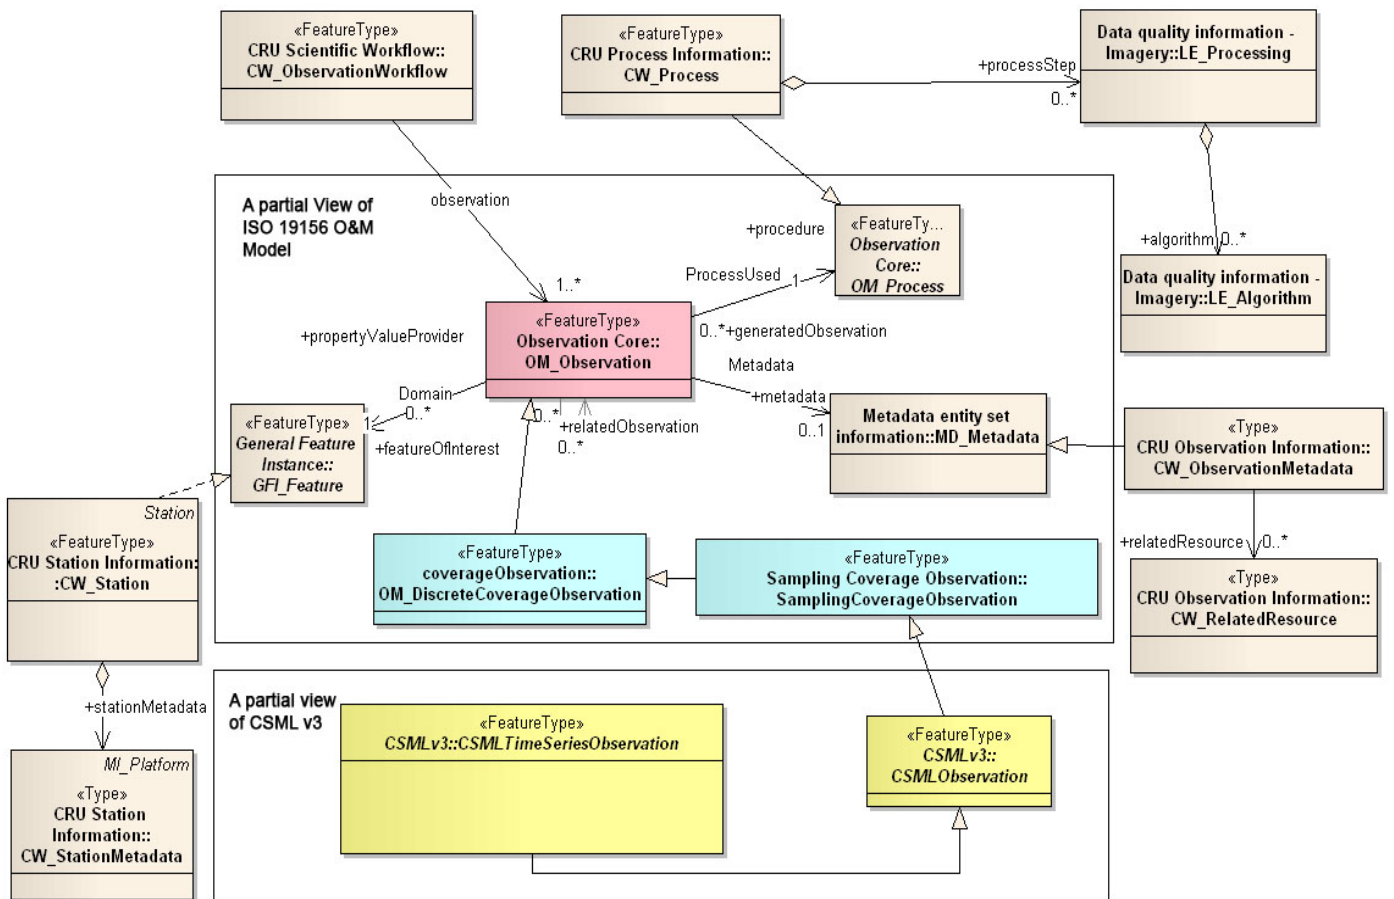 «FeatureType»
CRU Scientific Workflow::
CW_ObservationWorkflow
«FeatureType»
CRU Process Information::
CW_Process
+processStep
0..*
Data quality information -
Imagery::LE_Processing
observation
1..*
A partial View of
ISO 19156 O&M
Model
+procedure
ProcessUsed
1
«FeatureTy...
Observation
Core::
OM_Process
+algorithm
0..*
Data quality information -
Imagery::LE_Algorithm
+propertyValueProvider
«FeatureType»
Observation Core::
OM_Observation
0..*
+generatedObservation
Metadata
+metadata
0..1
Domain
0..*
1
+featureOfInterest
0..*
+relatedObservation
0..*
«FeatureType»
General Feature
Instance::
GFI_Feature
Metadata entity set
information::MD_Metadata
«Type»
CRU Observation Information::
CW_ObservationMetadata
+relatedResource
0..*
«Type»
CRU Observation Information::
CW_RelatedResource
Station
«FeatureType»
CRU Station Information:
:CW_Station
«FeatureType»
coverageObservation::
OM_DiscreteCoverageObservation
«FeatureType»
Sampling Coverage Observation::
SamplingCoverageObservation
+stationMetadata
MI_Platform
«Type»
CRU Station
Information::
CW_StationMetadata
A partial view
of CSML v3
«FeatureType»
CSMLv3::CSMLTimeSeriesObservation
«FeatureType»
CSMLv3::
CSMLObservation